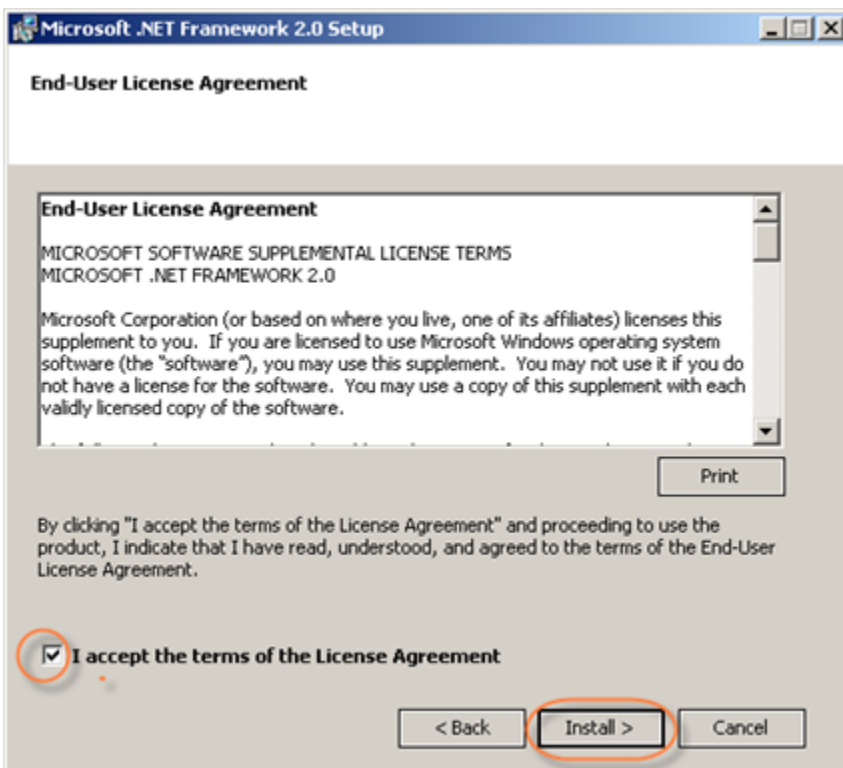 Microsoft .NET Framework 2.0 Setup
End-User License Agreement
End-User License Agreement
MICROSOFT SOFTWARE SUPPLEMENTAL LICENSE TERMS
MICROSOFT .NET FRAMEWORK 2.0
Microsoft Corporation (or based on where you live, one of its affiliates) licenses this
supplement to you.  If you are licensed to use Microsoft Windows operating system
software (the "software"), you may use this supplement.  You may not use it if you do
not have a license for the software.  You may use a copy of this supplement with each
validly licensed copy of the software.
Print
By clicking "I accept the terms of the License Agreement" and proceeding to use the
product, I indicate that I have read, understood, and agreed to the terms of the End-User
License Agreement.
I accept the terms of the License Agreement
< Back
Install >
Cancel